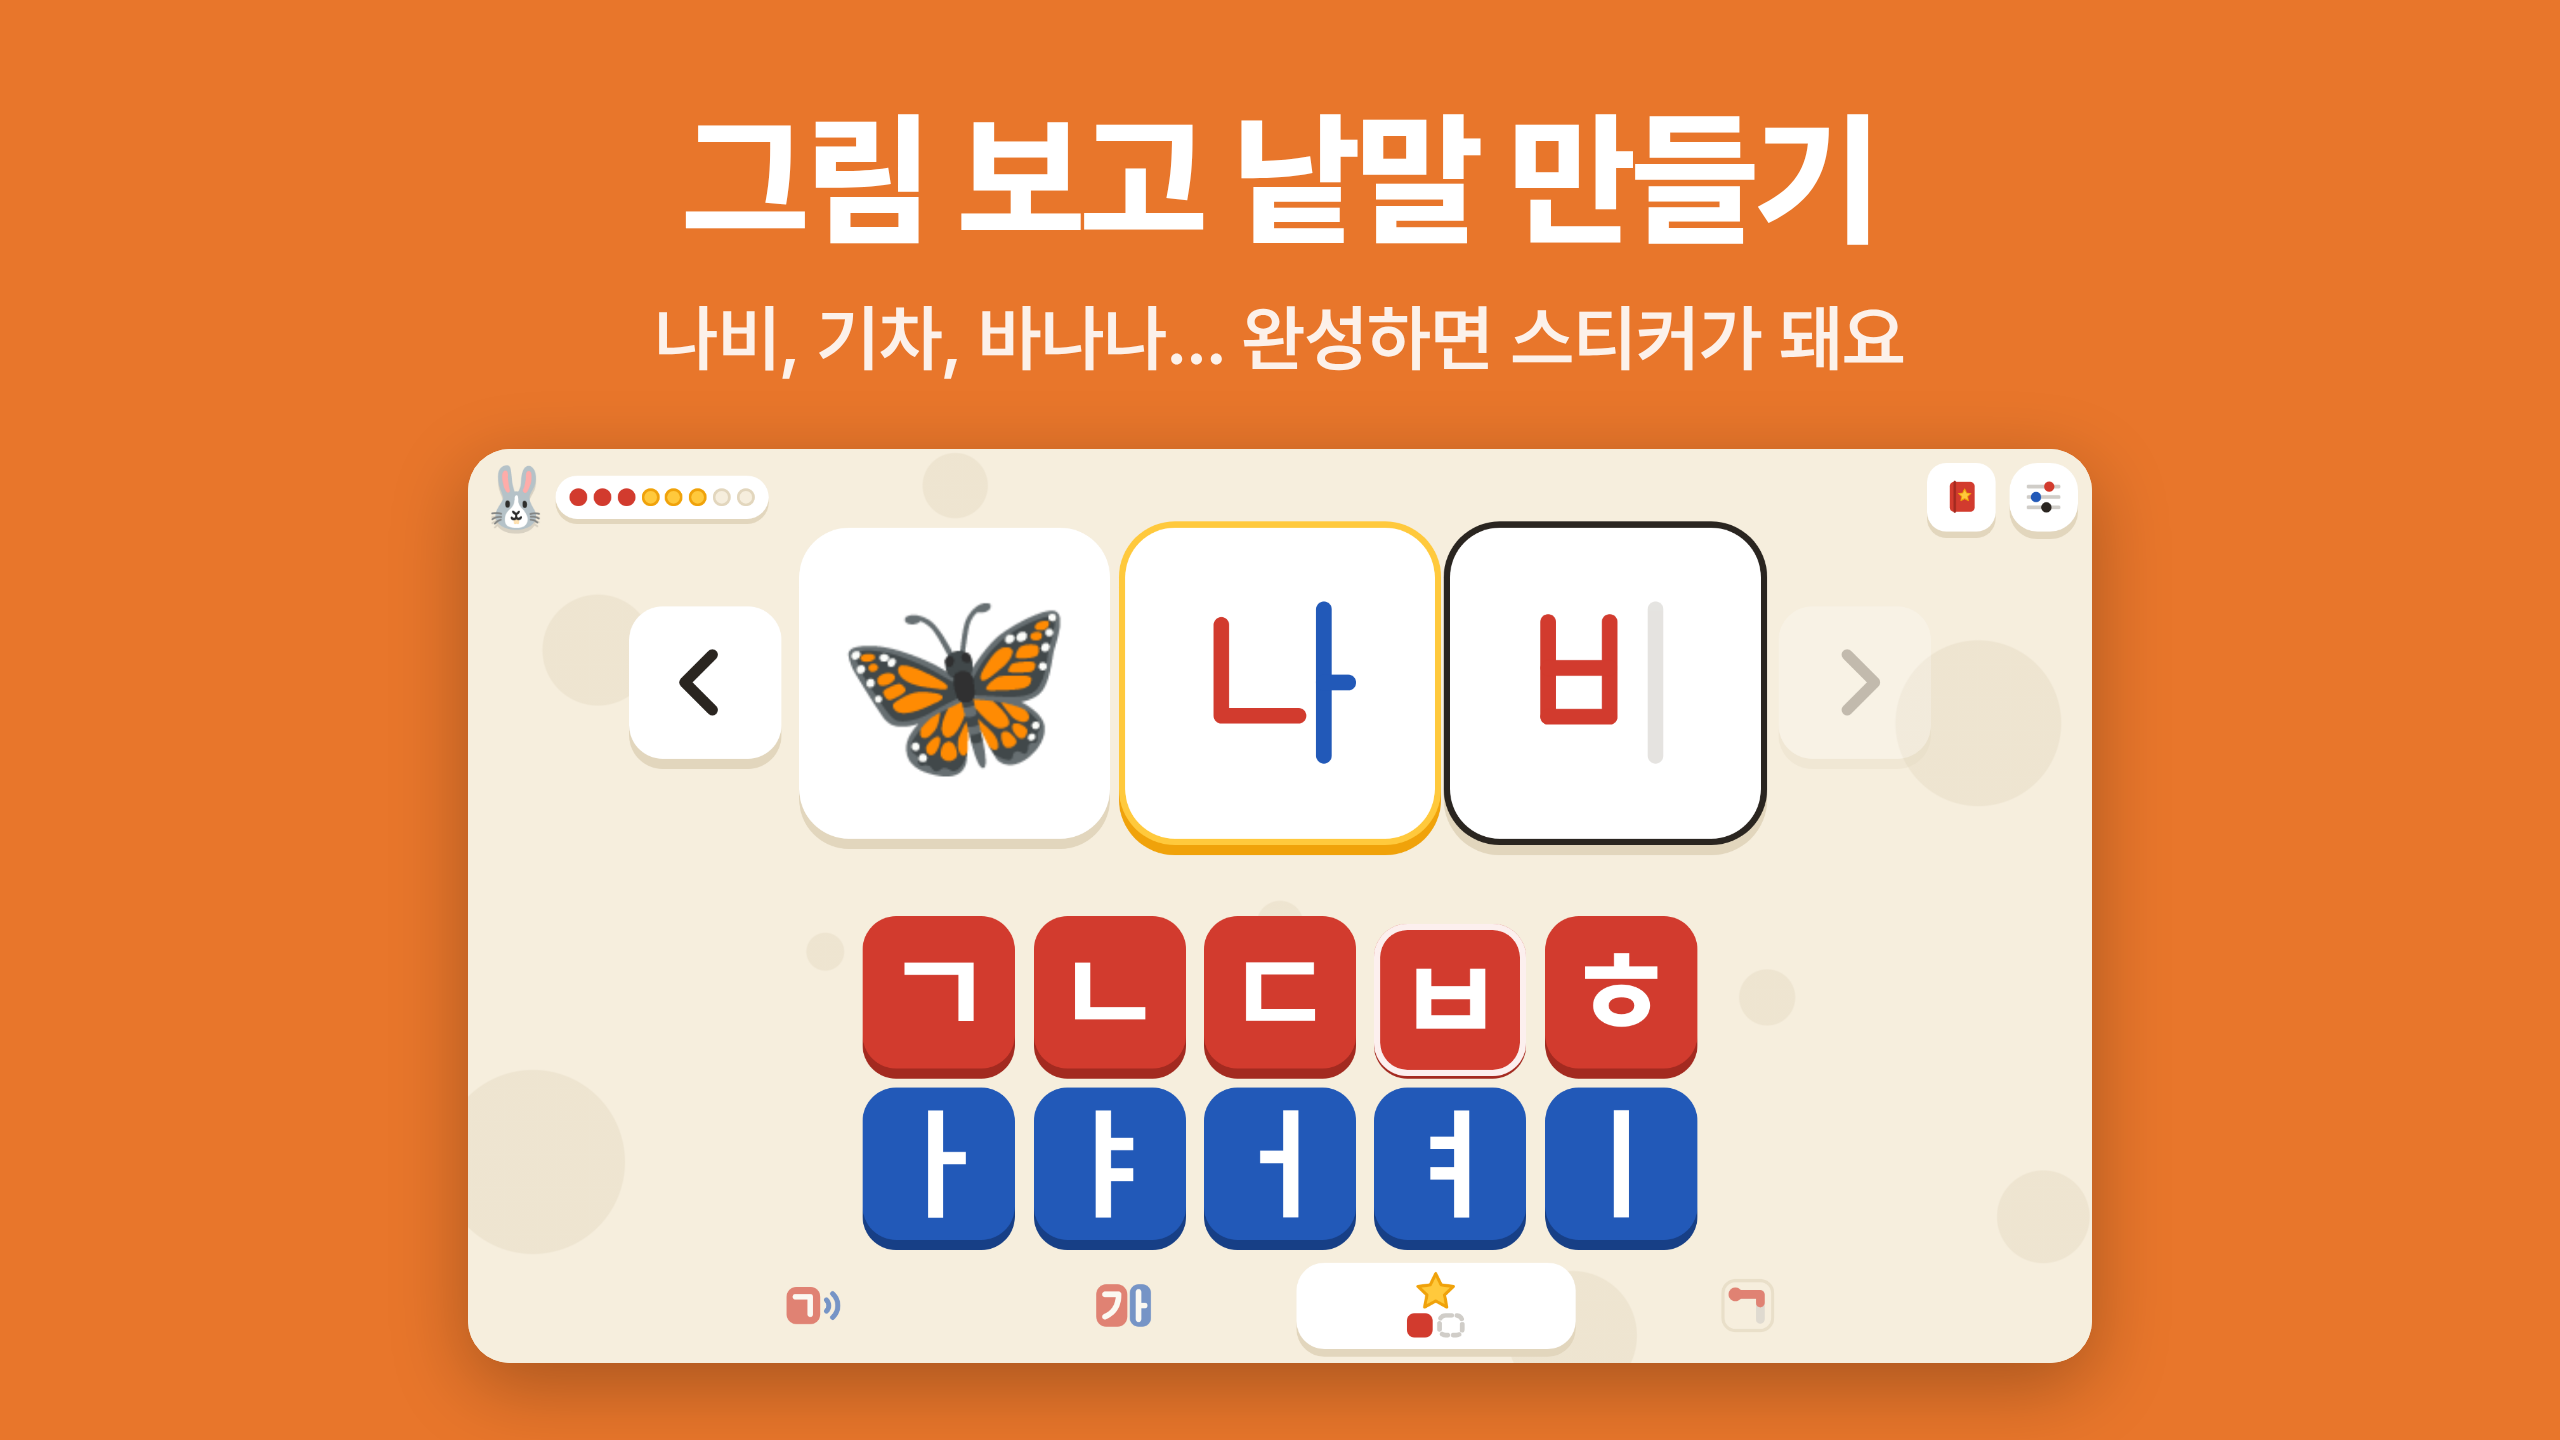 그림 보고 낱말 만들기
나비, 기차, 바나나... 완성하면 스티커가 돼요
나 비
ㄱ ㄴ ㄷ ㅂ ㅎ
ㅏ ㅑ ㅓ ㅕ ㅣ
ㄱ 가 ㄱ